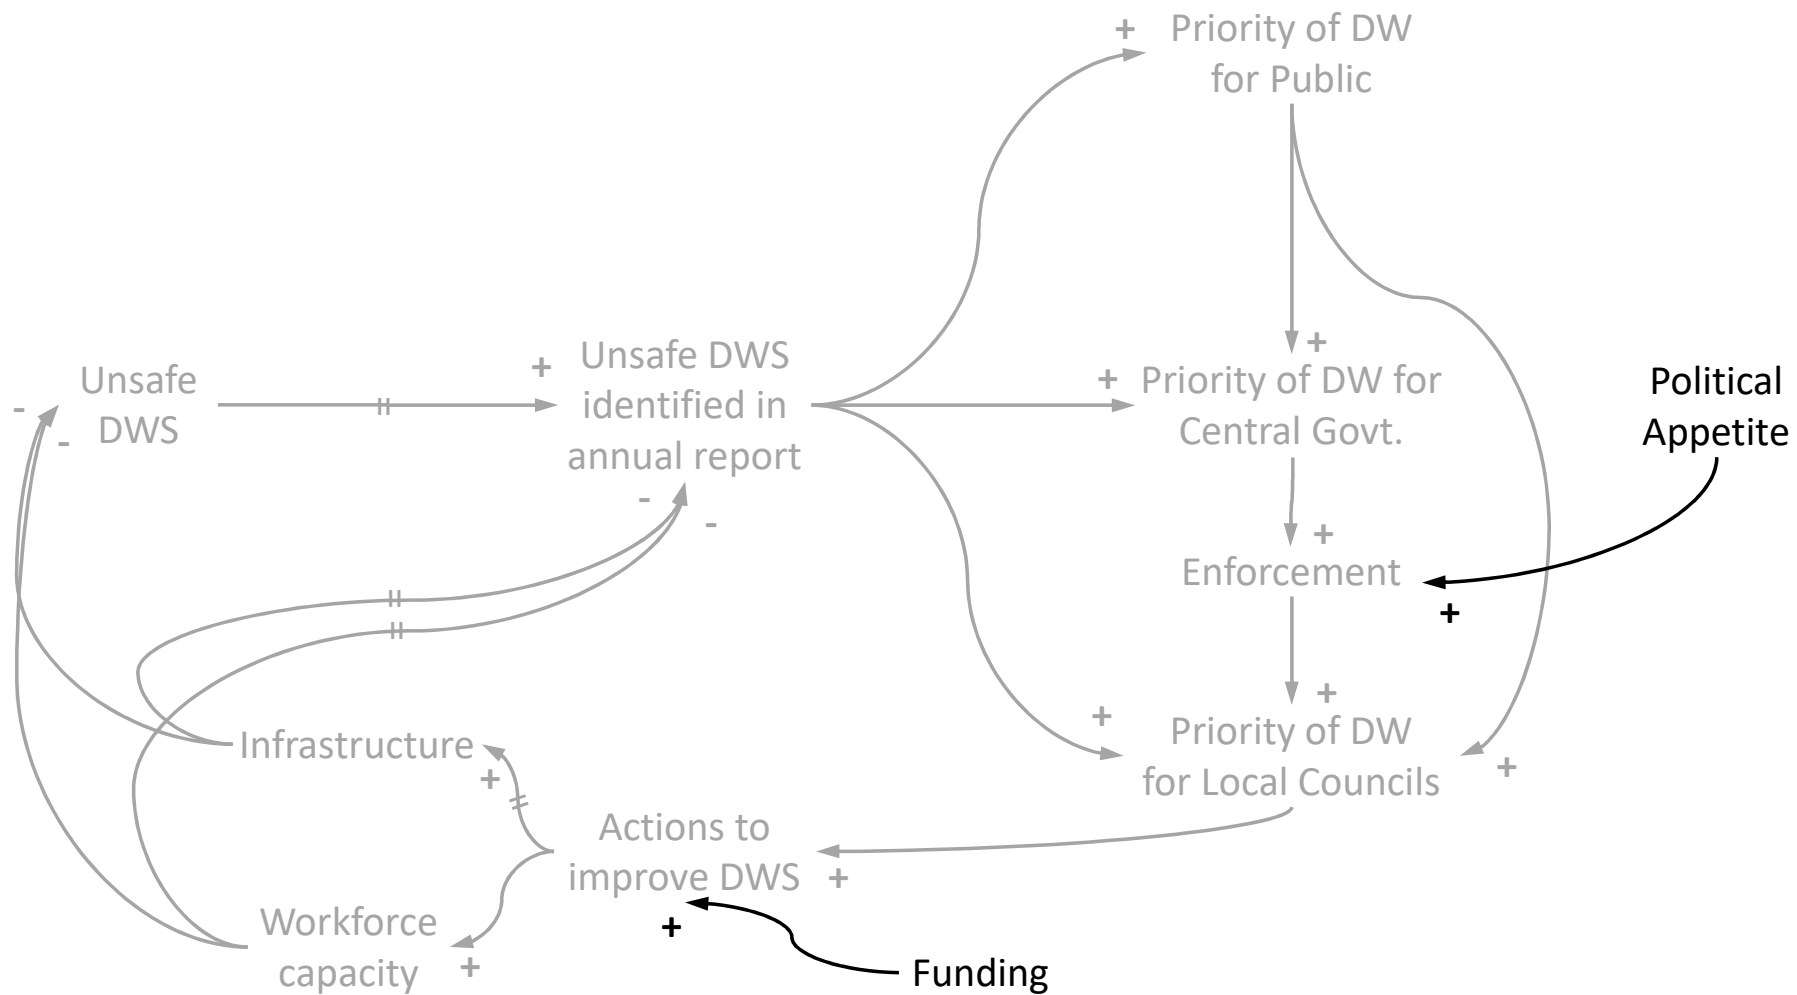 +
Priority of DW
for Public
+
Unsafe
DWS
-
-
+
Unsafe DWS
identified in
annual report
-
-
+
Priority of DW for
Central Govt.
Political
Appetite
+
Enforcement
+
+
+
Priority of DW
for Local Councils
+
Infrastructure
+
Actions to
improve DWS
+
+
Workforce
capacity
+
Funding